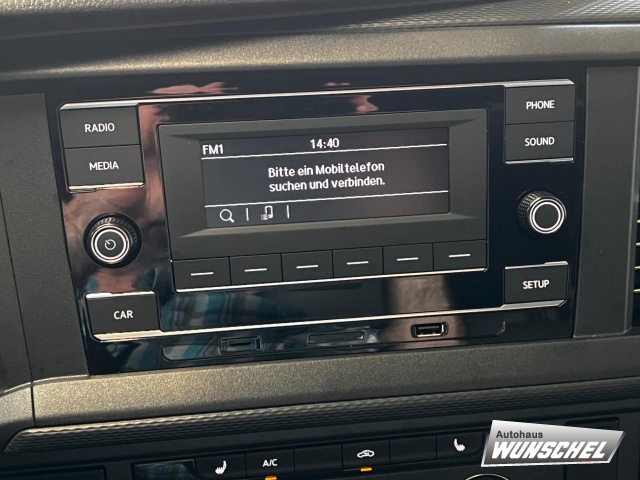 RADIO
MEDIA
FM1 14:40
Bitte ein Mobiltelefon
suchen und verbinden.
PHONE
SOUND
CAR
SETUP
A/C
Autohaus
WUNSCHEL